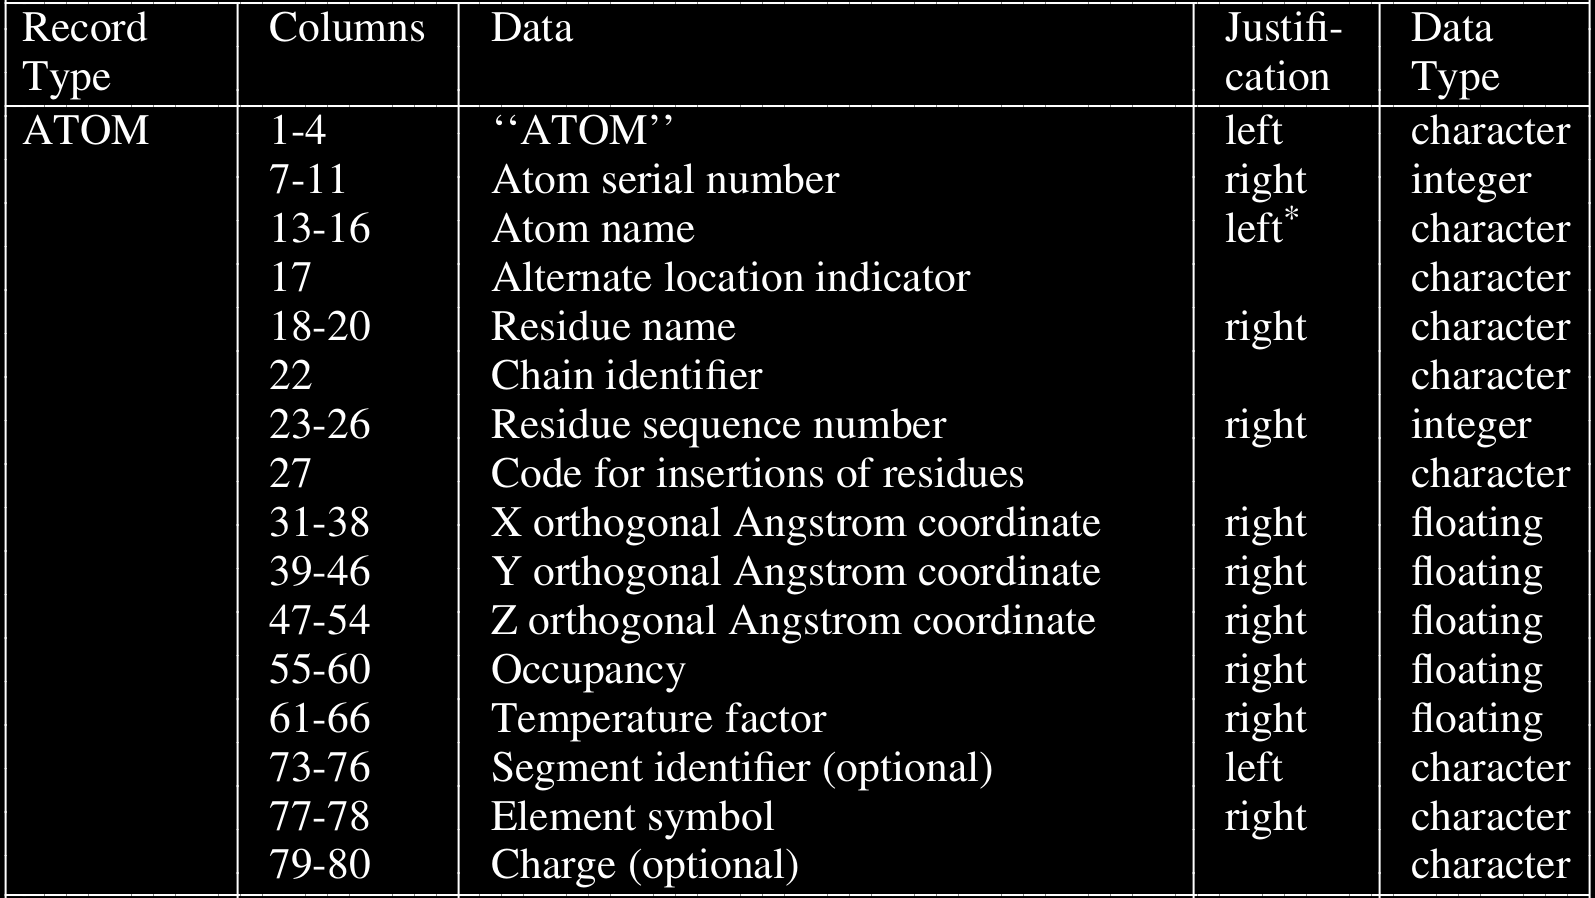 Record Type Columns Data Justifi-cation Data Type
ATOM 1-4 ‘‘ATOM’’ left character
7-11 Atom serial number right integer
13-16 Atom name left* character
17 Alternate location indicator character
18-20 Residue name right character
22 Chain identifier character
23-26 Residue sequence number right integer
27 Code for insertions of residues character
31-38 X orthogonal Angstrom coordinate right floating
39-46 Y orthogonal Angstrom coordinate right floating
47-54 Z orthogonal Angstrom coordinate right floating
55-60 Occupancy right floating
61-66 Temperature factor right floating
73-76 Segment identifier (optional) left character
77-78 Element symbol right character
79-80 Charge (optional) character